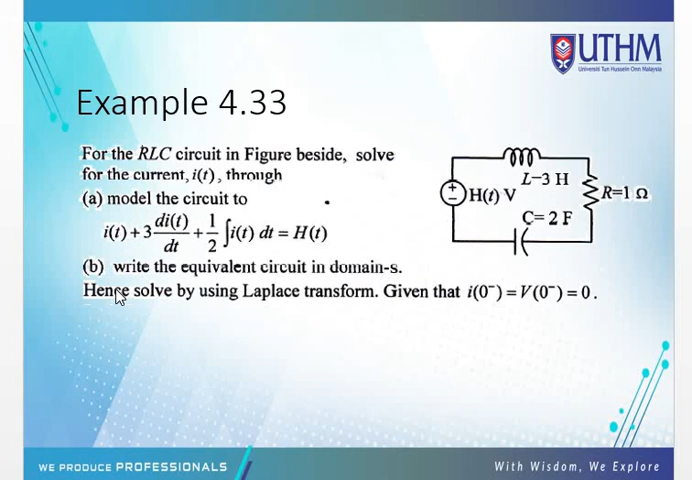 UTHM
Universiti Tun Hussein Onn Malaysia
Example 4.33
For the RLC circuit in Figure beside, solve
for the current, i(t), through
(a) model the circuit to
i(t) + 3 di(t)/dt + 1/2 ∫i(t) dt = H(t)
(b) write the equivalent circuit in domain-s.
Hence solve by using Laplace transform. Given that i(0⁻) = V(0⁻) = 0.
L–3 H
H(t) V
R=1 Ω
C= 2 F
WE PRODUCE PROFESSIONALS
With Wisdom, We Explore